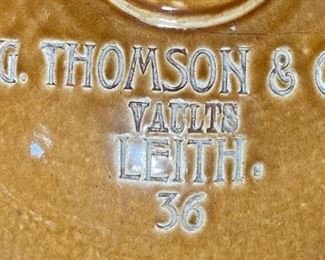 G. THOMSON & C
VAULTS
LEITH.
36